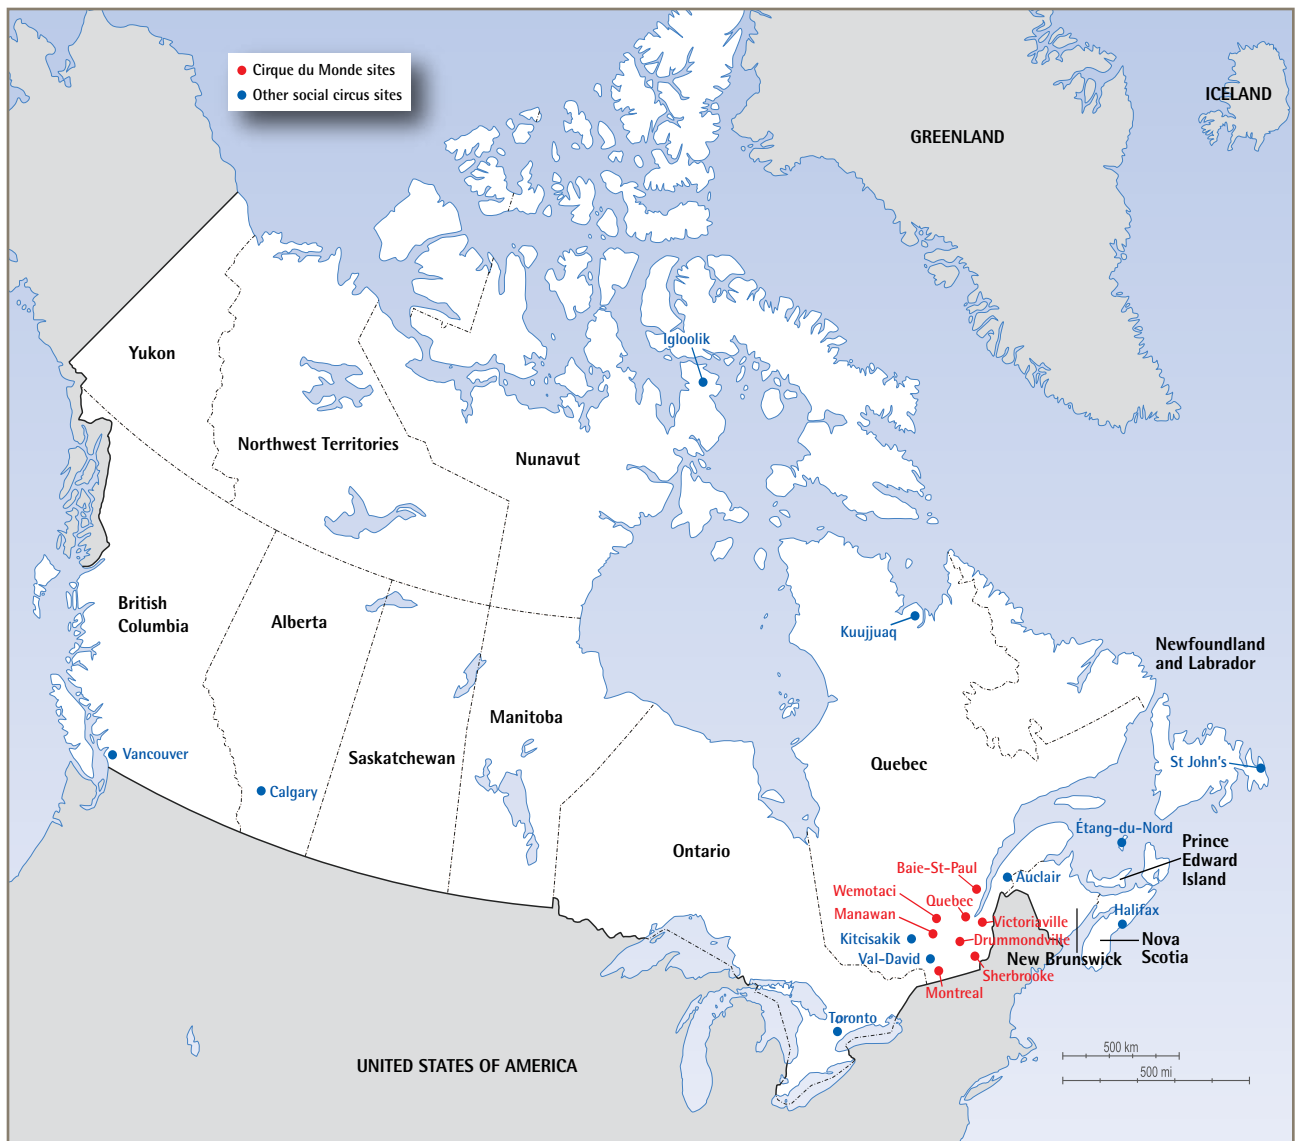 Cirque du Monde sites
Other social circus sites
ICELAND
GREENLAND
Igloolik
Yukon
Northwest Territories
Nunavut
British
Columbia
Alberta
Kuujjuaq
Newfoundland
and Labrador
Manitoba
Saskatchewan
Quebec
Vancouver
Calgary
St John's
Étang-du-Nord
Prince
Edward
Island
Ontario
Baie-St-Paul
Auclair
Wemotaci
Quebec
Manawan
Victoriaville
Halifax
Kitcisakik
Drummondville
Nova
Scotia
Val-David
New Brunswick
Sherbrooke
Montreal
Toronto
500 km
500 mi
UNITED STATES OF AMERICA